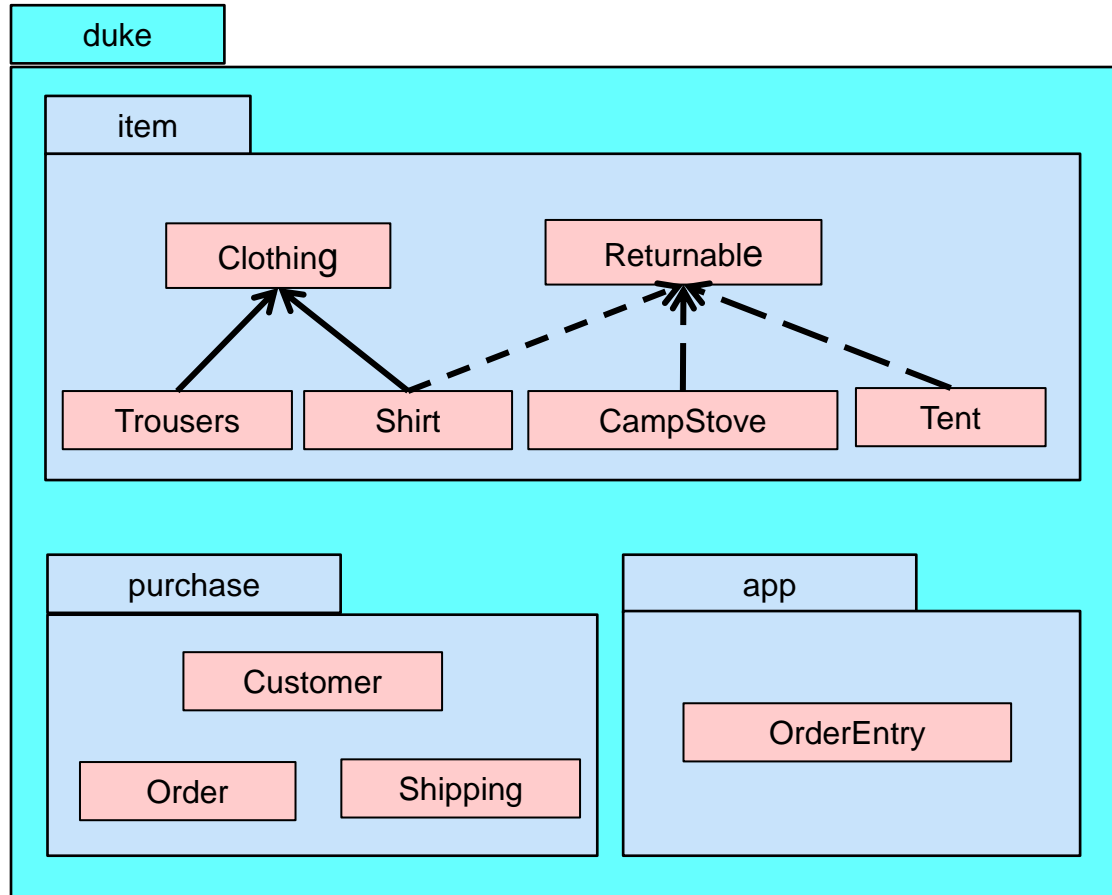 duke
item
Clothing
Returnable
Trousers
Shirt
CampStove
Tent
purchase
app
Customer
OrderEntry
Order
Shipping